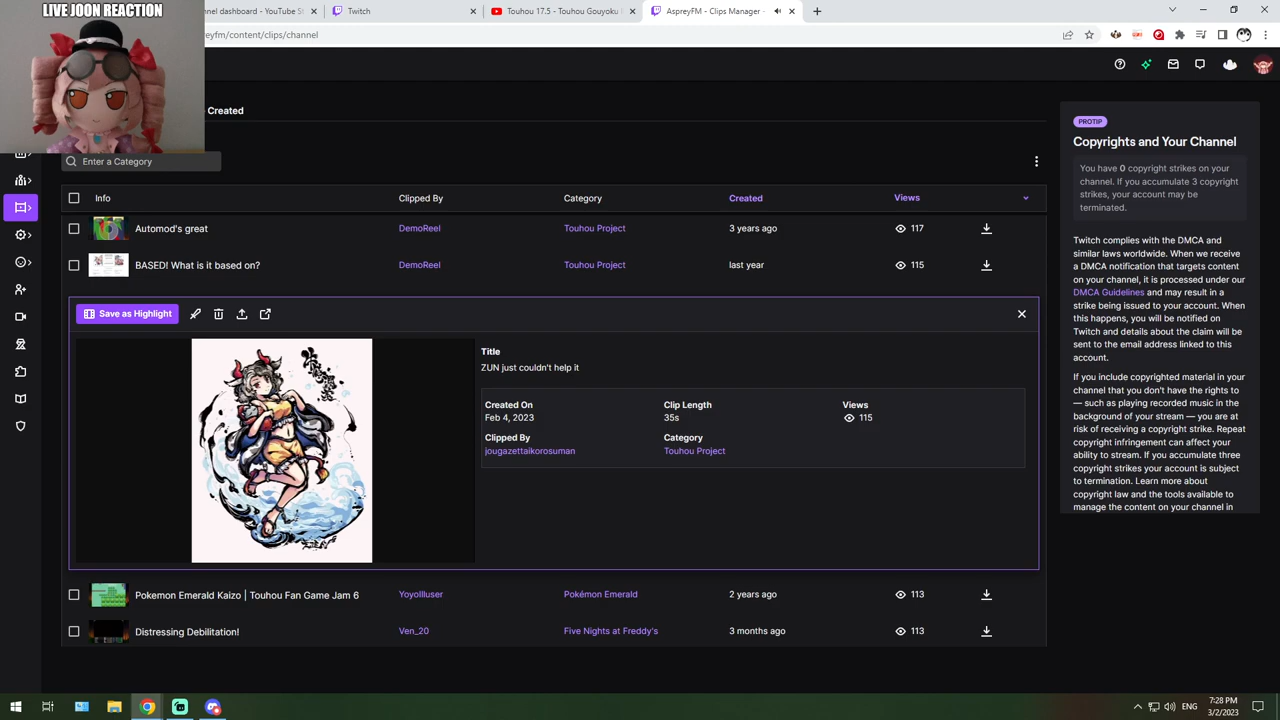 LIVE JOON REACTION
nnel dashboard - YouTube St
Twitch
Touhou 17.5 - Touhou Gouyoku
AspreyFM - Clips Manager -
preyfm/content/clips/channel
Created
Enter a Category
Info
Clipped By
Category
Created
Views
Automod's great
DemoReel
Touhou Project
3 years ago
117
BASED! What is it based on?
DemoReel
Touhou Project
last year
115
Save as Highlight
Title
ZUN just couldn't help it
Created On
Clip Length
Views
Feb 4, 2023
35s
115
Clipped By
Category
jougazettaikorosuman
Touhou Project
Pokemon Emerald Kaizo | Touhou Fan Game Jam 6
YoyoIlluser
Pokémon Emerald
2 years ago
113
Distressing Debilitation!
Ven_20
Five Nights at Freddy's
3 months ago
113
PROTIP
Copyrights and Your Channel
You have 0 copyright strikes on your
channel. If you accumulate 3 copyright
strikes, your account may be
terminated.
Twitch complies with the DMCA and
similar laws worldwide. When we receive
a DMCA notification that targets content
on your channel, it is processed under our
DMCA Guidelines and may result in a
strike being issued to your account. When
this happens, you will be notified on
Twitch and details about the claim will be
sent to the email address linked to this
account.
If you include copyrighted material in your
channel that you don't have the rights to
— such as playing recorded music in the
background of your stream — you are at
risk of receiving a copyright strike. Repeat
copyright infringement can affect your
ability to stream. If you accumulate three
copyright strikes your account is subject
to termination. Learn more about
copyright law and the tools available to
manage the content on your channel in
ENG
7:28 PM
3/2/2023